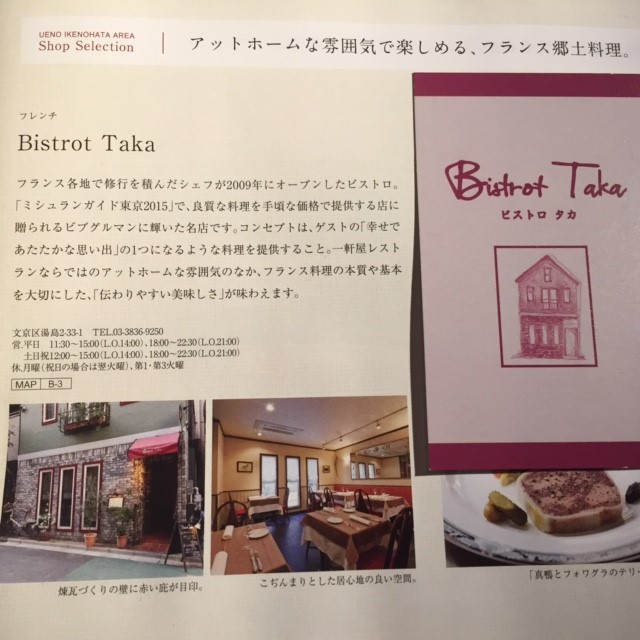 UENO IKENOHATA AREA
Shop Selection
アットホームな雰囲気で楽しめる、フランス郷土料理。
フレンチ
Bistrot Taka
フランス各地で修行を積んだシェフが2009年にオープンしたビストロ。
「ミシュランガイド東京2015」で、良質な料理を手頃な価格で提供する店に
贈られるビブグルマンに輝いた名店です。コンセプトは、ゲストの「幸せで
あたたかな思い出」の1つになるような料理を提供すること。一軒屋レスト
ランならではのアットホームな雰囲気のなか、フランス料理の本質や基本
を大切にした、「伝わりやすい美味しさ」が味わえます。
文京区湯島2-33-1 TEL.03-3836-9250
営.平日 11:30~15:00(L.O.14:00)、18:00~22:30(L.O.21:00)
土日祝12:00~15:00(L.O.14:00)、18:00~22:30(L.O.21:00)
休.月曜(祝日の場合は翌火曜)、第1・第3火曜
MAP B-3
Bistrot Taka
ビストロ タカ
煉瓦づくりの壁に赤い庇が目印。
こぢんまりとした居心地の良い空間。
「真鴨とフォワグラのテリー